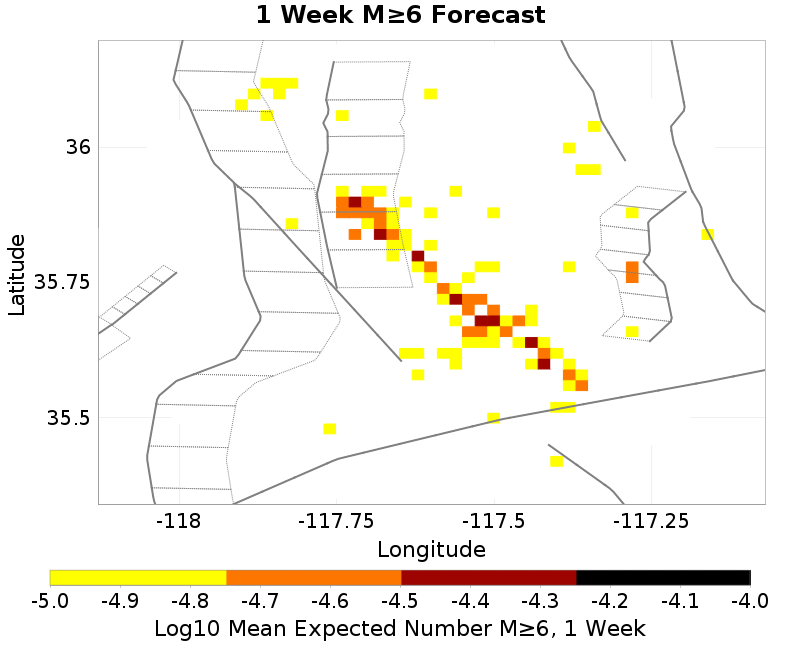 1 Week M≥6 Forecast
Latitude
36
35.75
35.5
-118 -117.75 -117.5 -117.25
Longitude
-5.0 -4.9 -4.8 -4.7 -4.6 -4.5 -4.4 -4.3 -4.2 -4.1 -4.0
Log10 Mean Expected Number M≥6, 1 Week